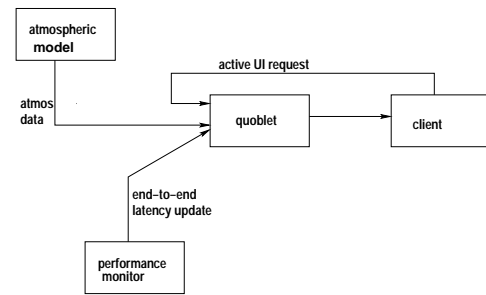 atmospheric
model
active UI request
atmos
data
quoblet
client
end–to–end
latency update
performance
monitor